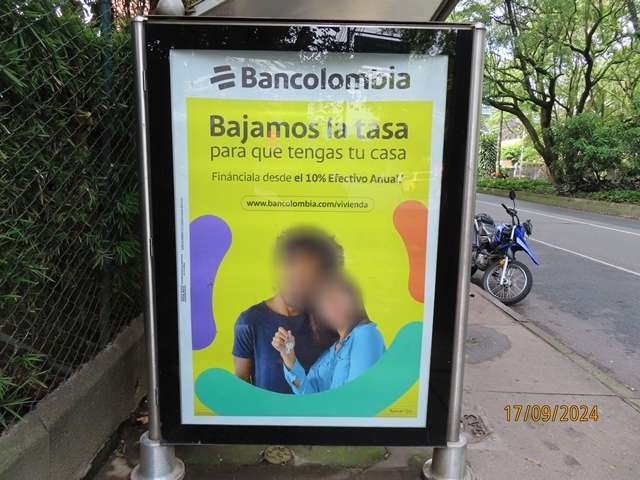 Bancolombia
Bajamos la tasa
para que tengas tu casa
Fináncíala desde el 10% Efectivo Anual*
www.bancolombia.com/vivienda
17/09/2024